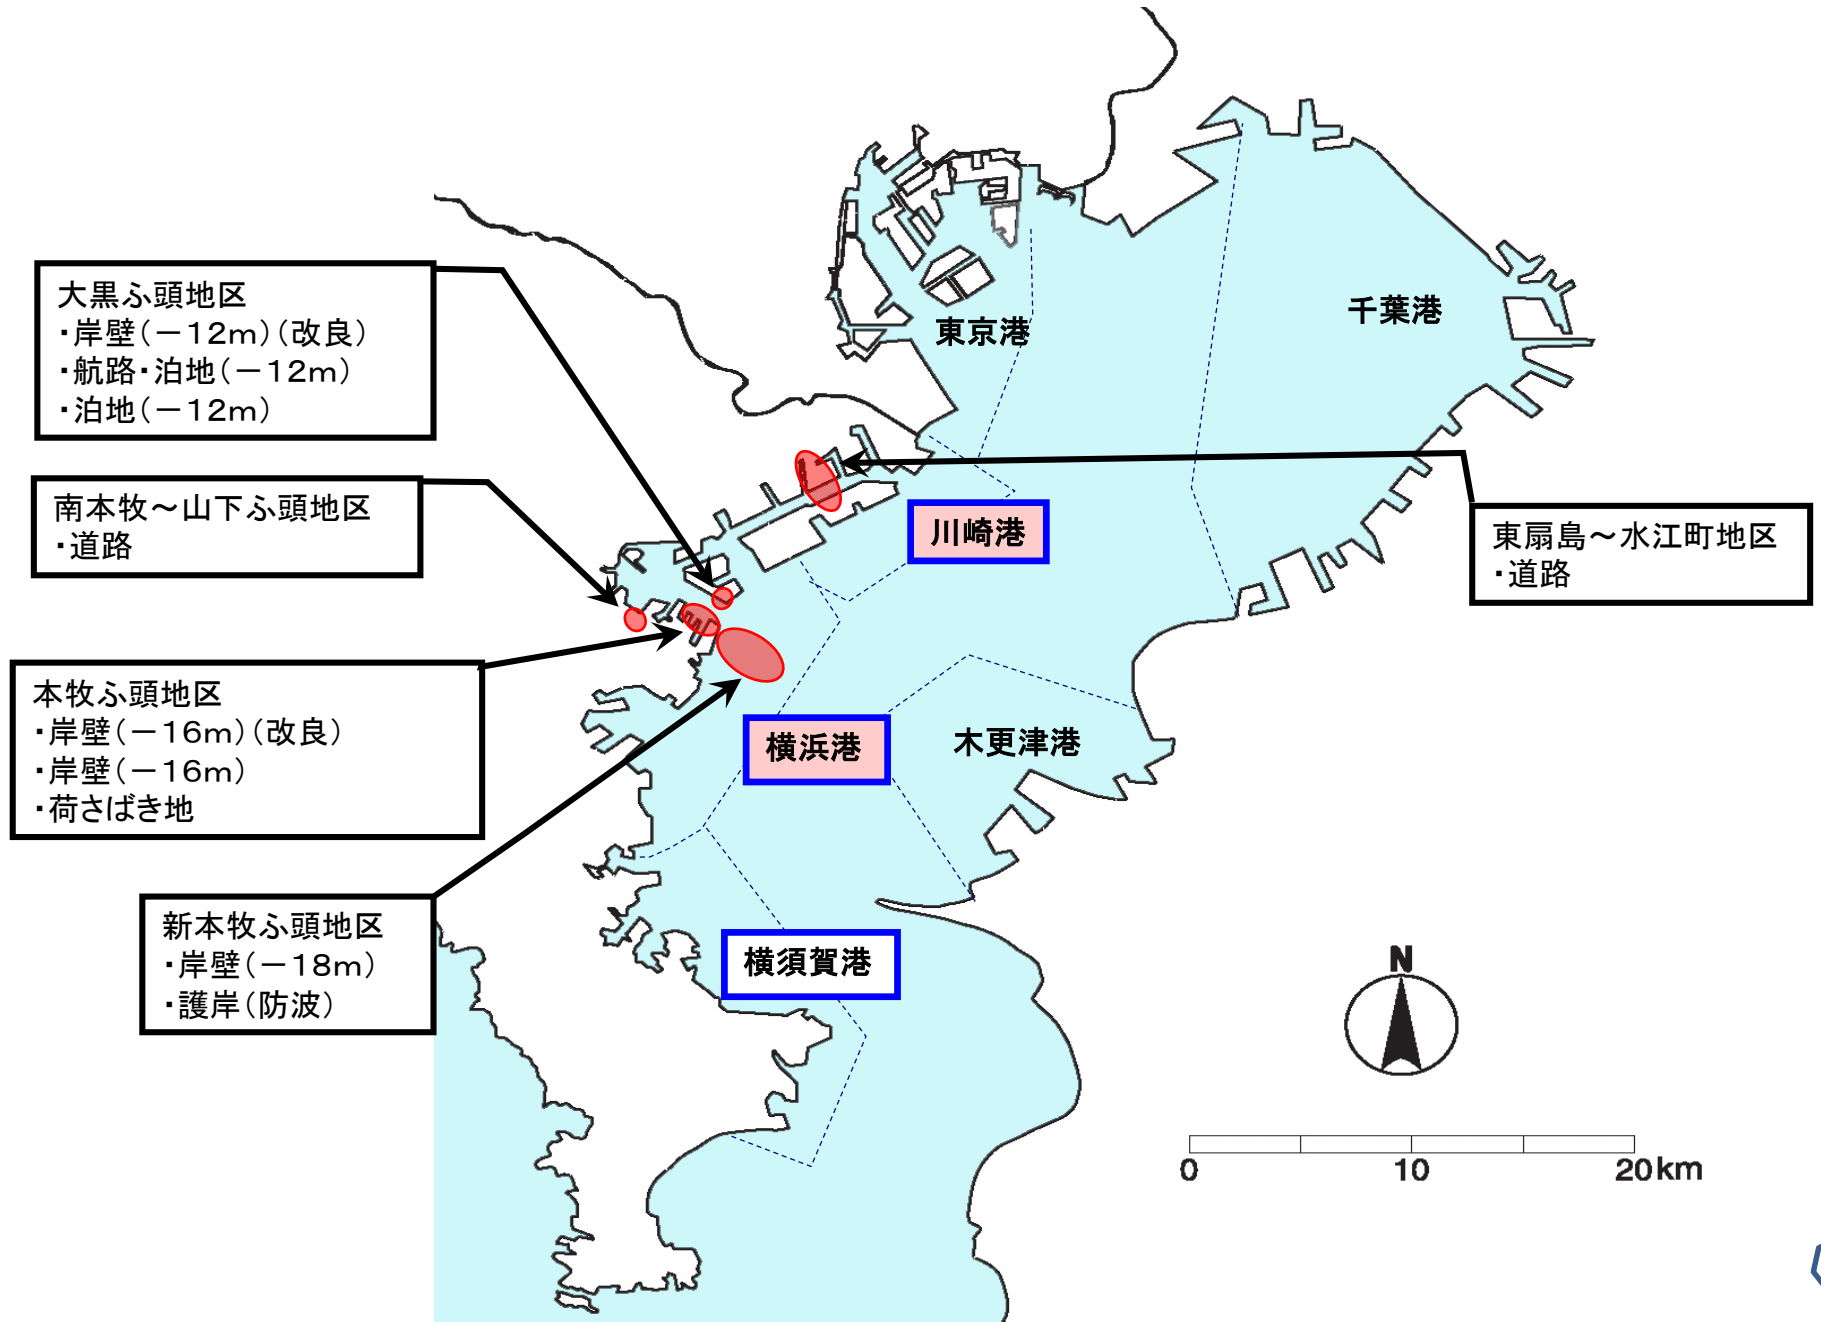 大黒ふ頭地区
・岸壁(－12m)(改良)
・航路・泊地(－12m)
・泊地(－12m)
南本牧～山下ふ頭地区
・道路
本牧ふ頭地区
・岸壁(－16m)(改良)
・岸壁(－16m)
・荷さばき地
新本牧ふ頭地区
・岸壁(－18m)
・護岸(防波)
東京港
千葉港
川崎港
東扇島～水江町地区
・道路
横浜港
木更津港
横須賀港
N
0 10 20km